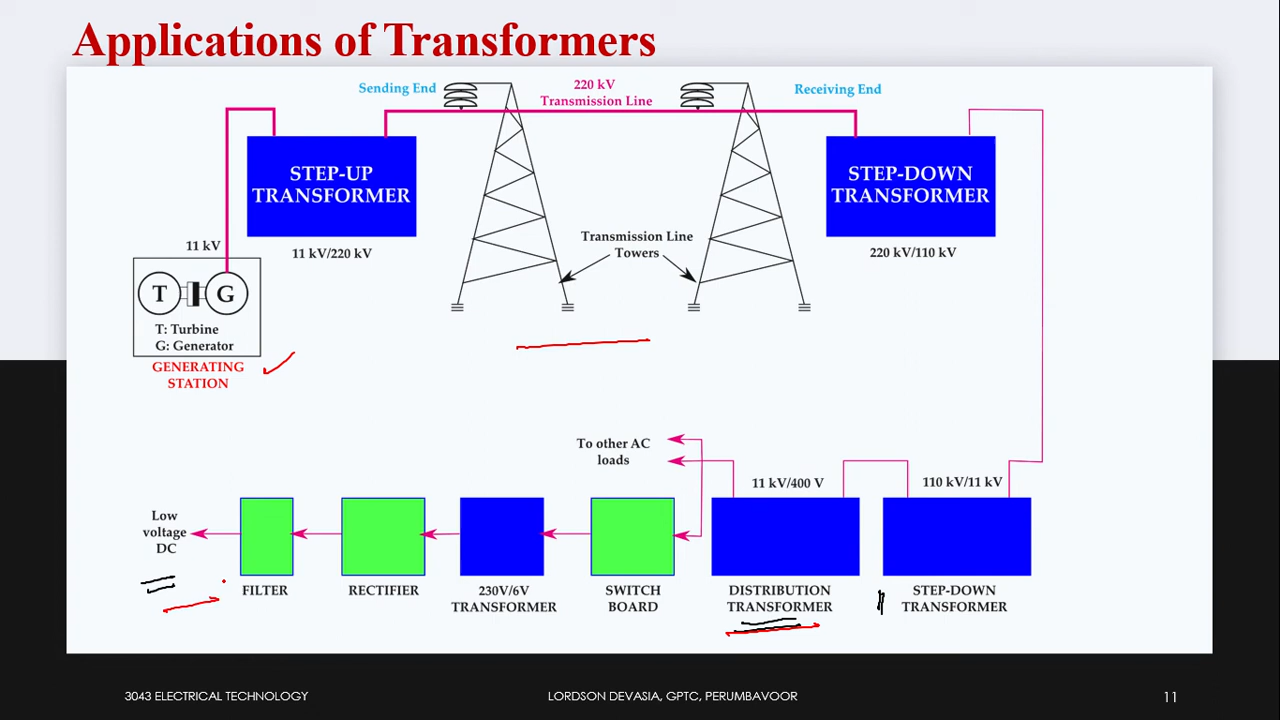 Applications of Transformers
Sending End
220 kV
Transmission Line
Receiving End
STEP-UP
TRANSFORMER
STEP-DOWN
TRANSFORMER
11 kV
11 kV/220 kV
Transmission Line
Towers
220 kV/110 kV
T
G
T: Turbine
G: Generator
GENERATING
STATION
To other AC
loads
11 kV/400 V
110 kV/11 kV
Low
voltage
DC
FILTER
RECTIFIER
230V/6V
TRANSFORMER
SWITCH
BOARD
DISTRIBUTION
TRANSFORMER
STEP-DOWN
TRANSFORMER
3043 ELECTRICAL TECHNOLOGY
LORDSON DEVASIA, GPTC, PERUMBAVOOR
11